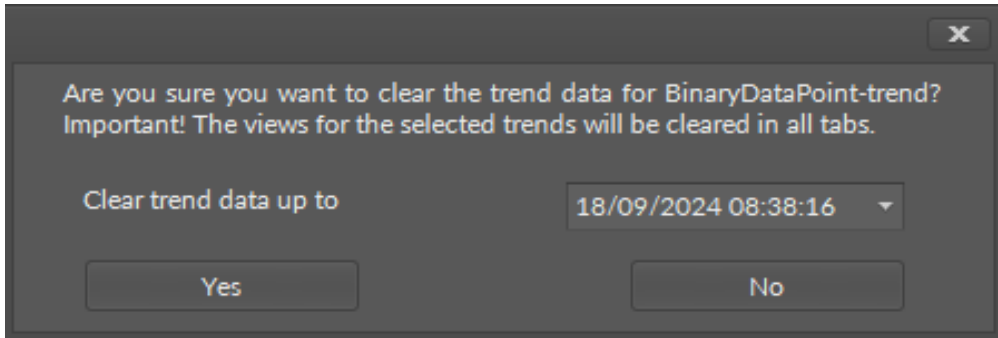 Are you sure you want to clear the trend data for BinaryDataPoint-trend?
Important! The views for the selected trends will be cleared in all tabs.
Clear trend data up to
18/09/2024 08:38:16
Yes
No